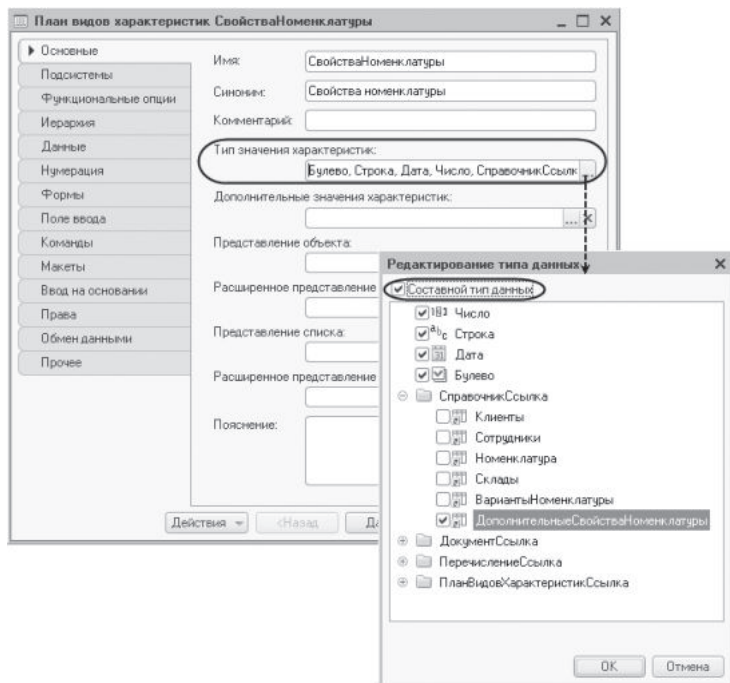 План видов характеристик СвойстваНоменклатуры
Основные
Подсистемы
Функциональные опции
Иерархия
Данные
Нумерация
Формы
Поле ввода
Команды
Макеты
Ввод на основании
Права
Обмен данными
Прочее
Имя: СвойстваНоменклатуры
Синоним: Свойства номенклатуры
Комментарий:
Тип значения характеристик:
Булево, Строка, Дата, Число, СправочникСсылк ...
Дополнительные значения характеристик:
...
Представление объекта:
Расширенное представление
Представление списка:
Расширенное представление
Пояснение:
Действия
<Назад
Редактирование типа данных
Составной тип данных
Число
Строка
Дата
Булево
СправочникСсылка
Клиенты
Сотрудники
Номенклатура
Склады
ВариантыНоменклатуры
ДополнительныеСвойстваНоменклатуры
ДокументСсылка
ПеречислениеСсылка
ПланВидовХарактеристикСсылка
OK
Отмена